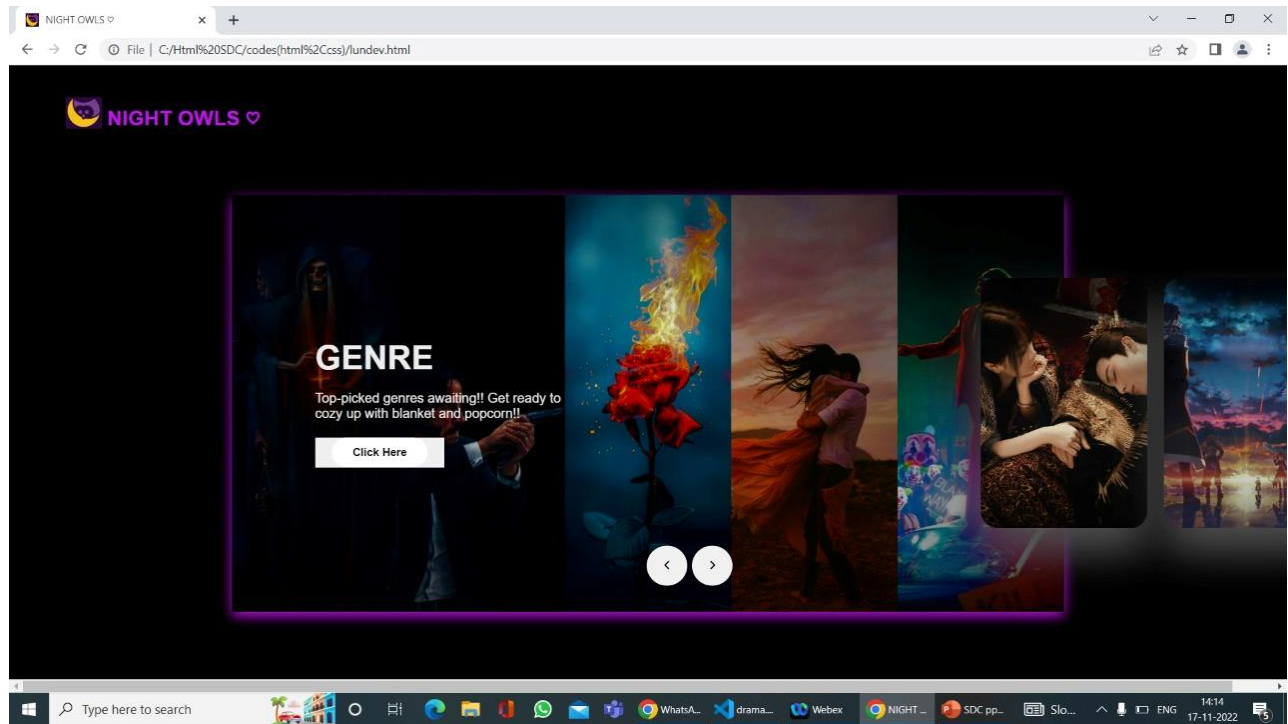 NIGHT OWLS ♡
File | C:/Html%20SDC/codes(html%2Ccss)/lundev.html
NIGHT OWLS ♡
GENRE
Top-picked genres awaiting!! Get ready to
cozy up with blanket and popcorn!!
Click Here
Type here to search
WhatsA...
drama...
Webex
NIGHT ...
SDC pp...
Slo...
ENG
14:14
17-11-2022